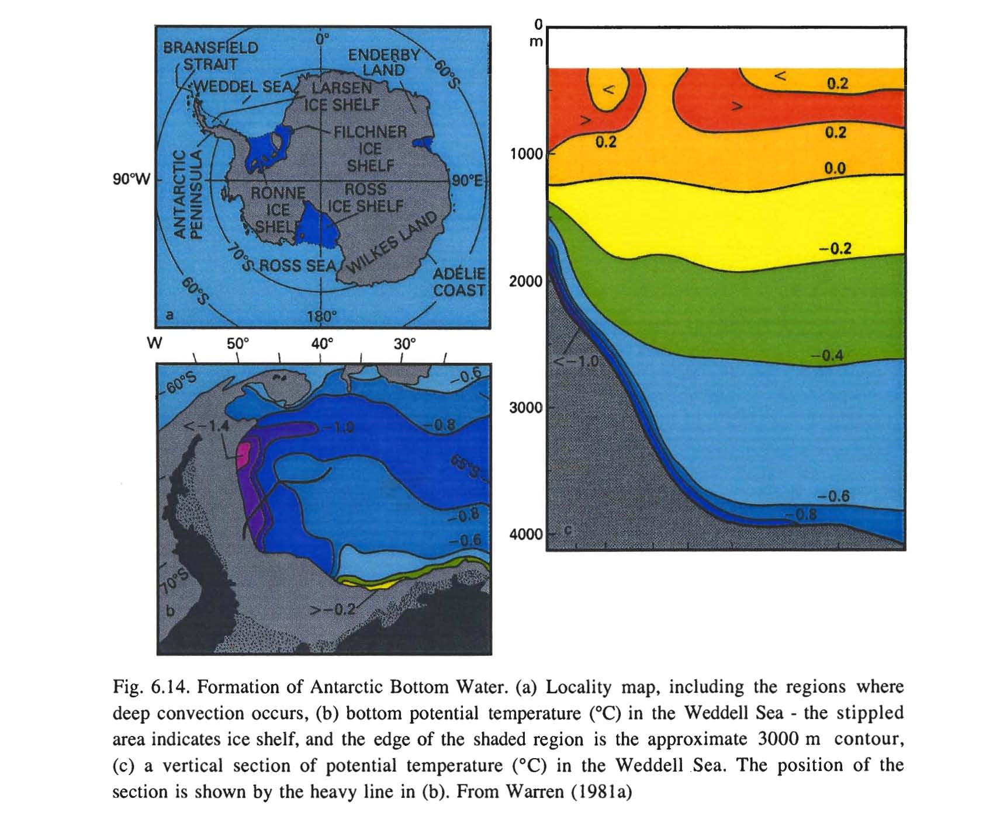 BRANSFIELD
STRAIT
0°
ENDERBY
LAND
60°S
WEDDEL SEA
LARSEN
ICE SHELF
FILCHNER
ICE
SHELF
90°W
90°E
ANTARCTIC
PENINSULA
RONNE
ICE
SHELF
ROSS
ICE SHELF
WILKES LAND
70°S
ROSS SEA
ADÉLIE
COAST
60°S
a
180°
W 50° 40° 30°
60°S
-0.6
<-1.4
-1.0
-0.8
65°S
-0.8
-0.6
70°S
b
>-0.2
0
m
<
<
0.2
>
>
0.2
0.2
1000
0.0
-0.2
2000
-0.4
<-1.0
3000
-0.6
-0.8
4000
c
Fig. 6.14. Formation of Antarctic Bottom Water. (a) Locality map, including the regions where
deep convection occurs, (b) bottom potential temperature (°C) in the Weddell Sea - the stippled
area indicates ice shelf, and the edge of the shaded region is the approximate 3000 m contour,
(c) a vertical section of potential temperature (°C) in the Weddell Sea. The position of the
section is shown by the heavy line in (b). From Warren (1981a)